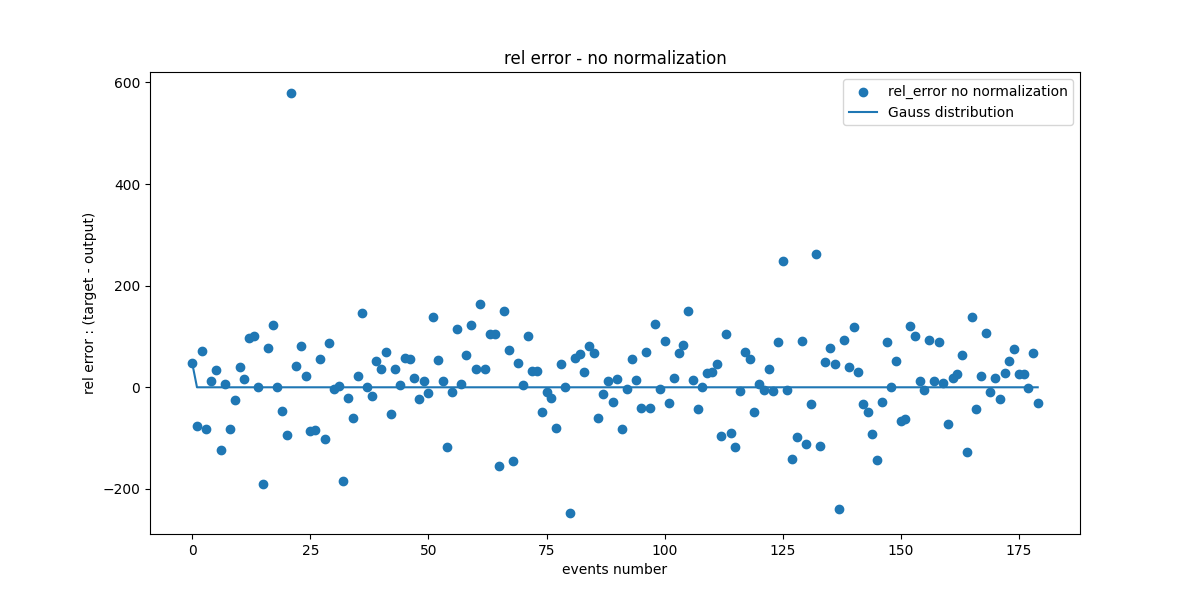 rel error - no normalization
rel_error no normalization
Gauss distribution
rel error : (target - output)
600
400
200
0
−200
0 25 50 75 100 125 150 175
events number